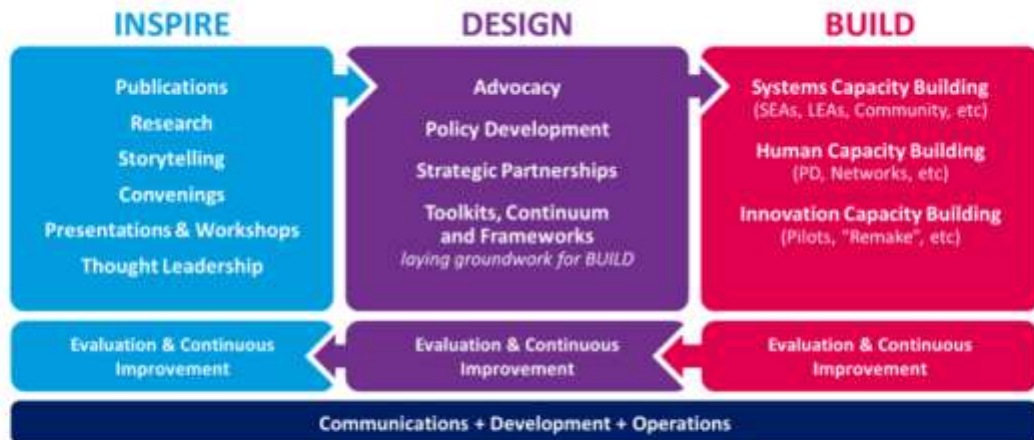 INSPIRE
Publications
Research
Storytelling
Convenings
Presentations & Workshops
Thought Leadership
DESIGN
Advocacy
Policy Development
Strategic Partnerships
Toolkits, Continuum
and Frameworks
laying groundwork for BUILD
BUILD
Systems Capacity Building
(SEAs, LEAs, Community, etc)
Human Capacity Building
(PD, Networks, etc)
Innovation Capacity Building
(Pilots, "Remake", etc)
Evaluation & Continuous
Improvement
Evaluation & Continuous
Improvement
Evaluation & Continuous
Improvement
Communications + Development + Operations